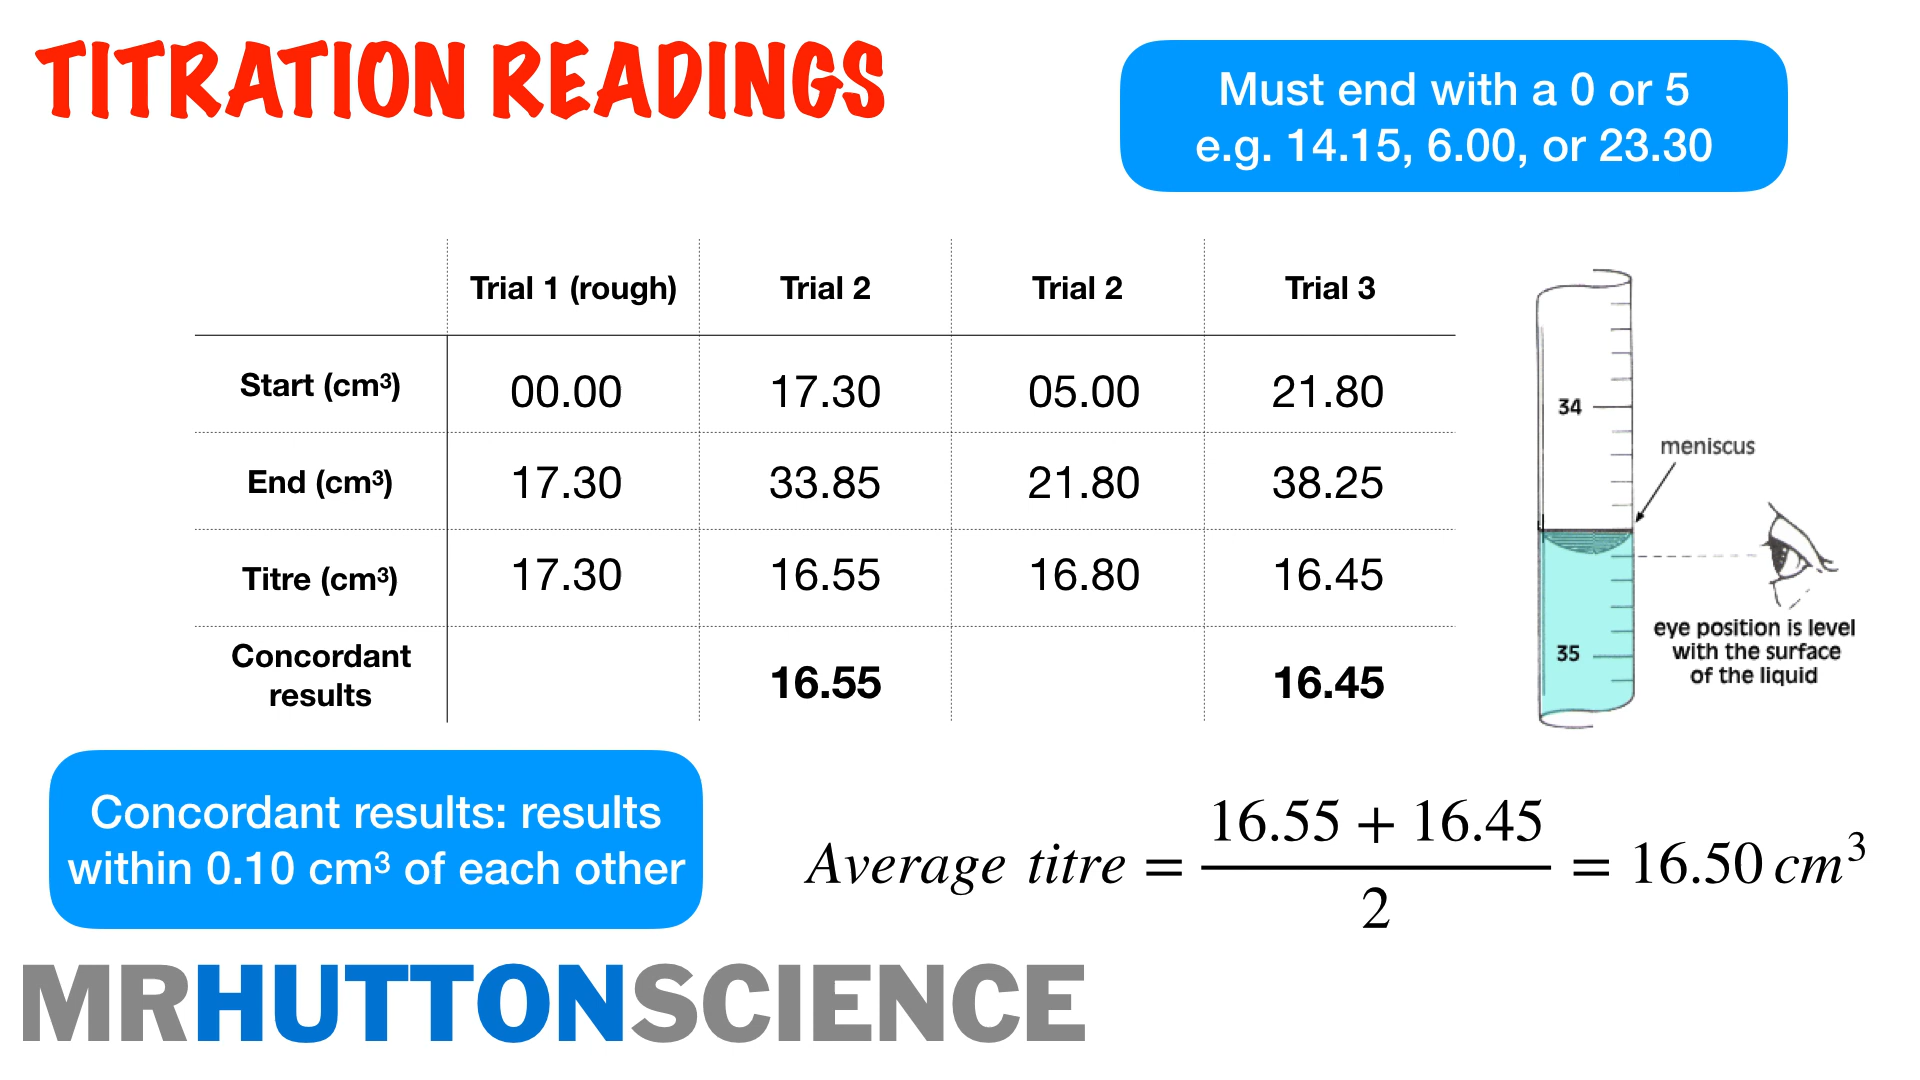 TITRATION READINGS
Must end with a 0 or 5
e.g. 14.15, 6.00, or 23.30
Trial 1 (rough) Trial 2 Trial 2 Trial 3
Start (cm³) 00.00 17.30 05.00 21.80
End (cm³) 17.30 33.85 21.80 38.25
Titre (cm³) 17.30 16.55 16.80 16.45
Concordant
results 16.55 16.45
34
meniscus
35
eye position is level
with the surface
of the liquid
Concordant results: results
within 0.10 cm³ of each other
Average titre = (16.55 + 16.45) / 2 = 16.50 cm³
MRHUTTONSCIENCE